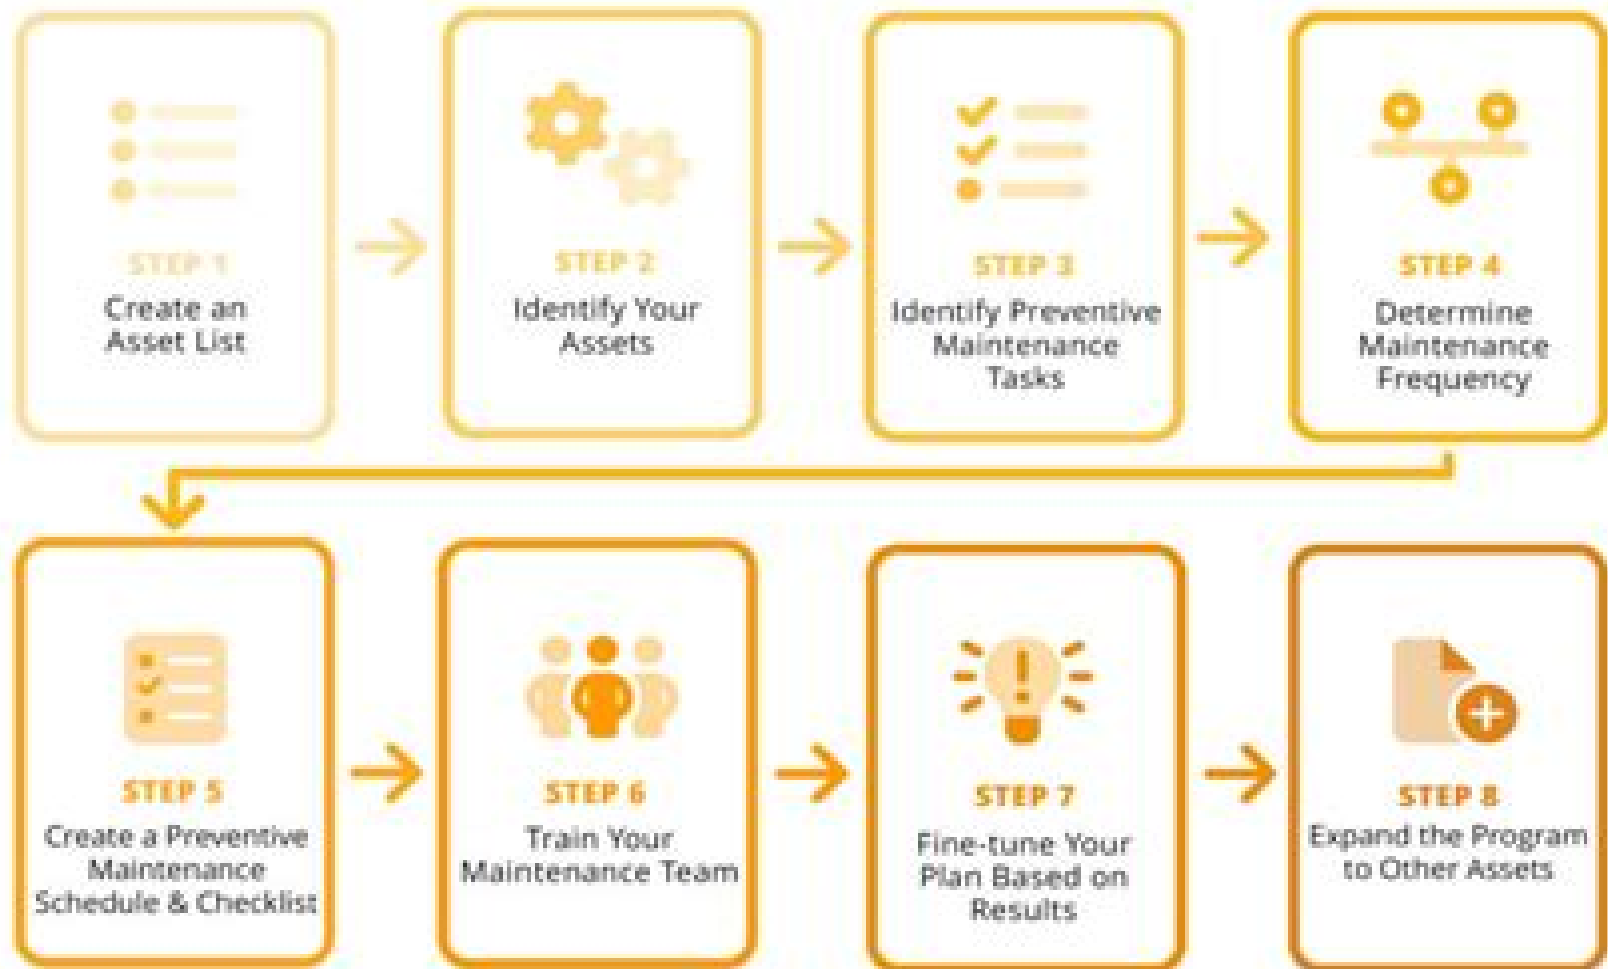 STEP 1
Create an
Asset List
STEP 2
Identify Your
Assets
STEP 3
Identify Preventive
Maintenance
Tasks
STEP 4
Determine
Maintenance
Frequency
STEP 5
Create a Preventive
Maintenance
Schedule & Checklist
STEP 6
Train Your
Maintenance Team
STEP 7
Fine-tune Your
Plan Based on
Results
STEP 8
Expand the Program
to Other Assets